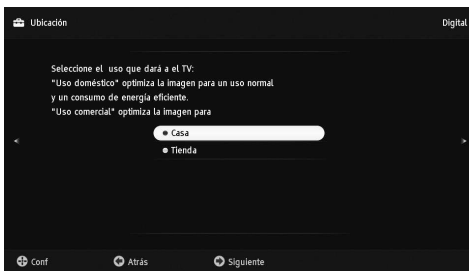 Ubicación
Digital
Seleccione el uso que dará a el TV:
"Uso doméstico" optimiza la imagen para un uso normal
y un consumo de energía eficiente.
"Uso comercial" optimiza la imagen para
Casa
Tienda
Conf
Atrás
Siguiente